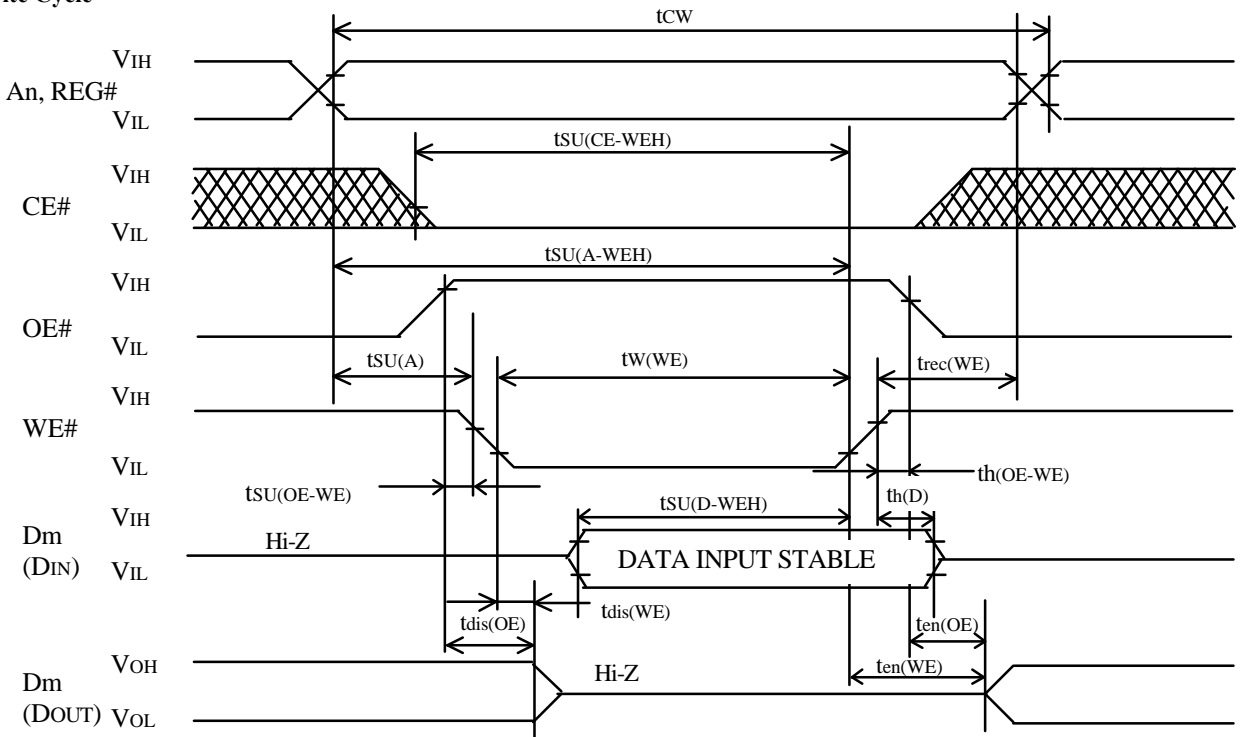 ite Cycle
tCW
VIH
An, REG#
VIL
tSU(CE-WEH)
VIH
CE#
VIL
tSU(A-WEH)
VIH
OE#
VIL
tSU(A)
tW(WE)
trec(WE)
VIH
WE#
VIL
tSU(OE-WE)
th(OE-WE)
tSU(D-WEH)
th(D)
VIH
Dm
(DIN)
Hi-Z
VIL
DATA INPUT STABLE
tdis(WE)
tdis(OE)
ten(OE)
VOH
Hi-Z
ten(WE)
Dm
(DOUT)
VOL